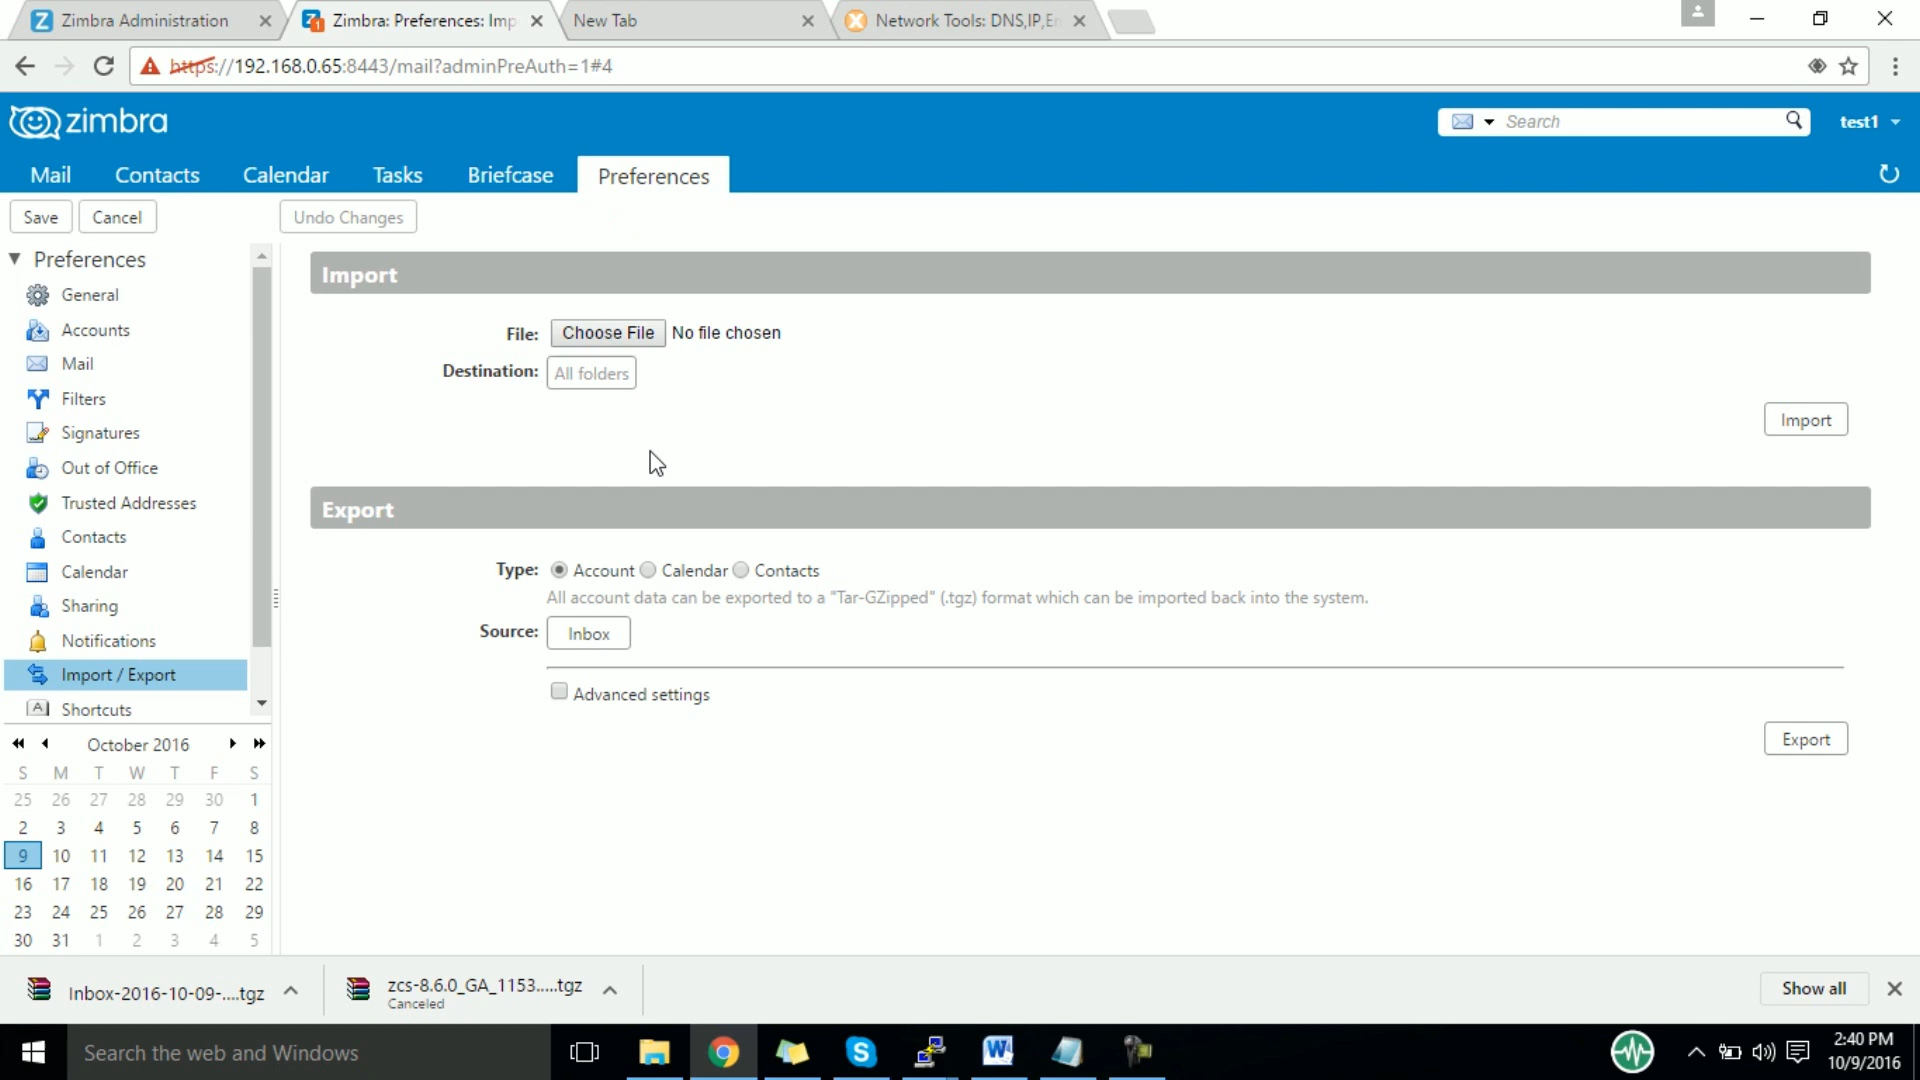 Zimbra Administration
Zimbra: Preferences: Imp
New Tab
Network Tools: DNS,IP,En
https://192.168.0.65:8443/mail?adminPreAuth=1#4
zimbra
Search
test1
Mail Contacts Calendar Tasks Briefcase Preferences
Save Cancel Undo Changes
Preferences
General
Accounts
Mail
Filters
Signatures
Out of Office
Trusted Addresses
Contacts
Calendar
Sharing
Notifications
Import / Export
Shortcuts
October 2016
S M T W T F S
25 26 27 28 29 30 1
2 3 4 5 6 7 8
9 10 11 12 13 14 15
16 17 18 19 20 21 22
23 24 25 26 27 28 29
30 31 1 2 3 4 5
Import
File: Choose File No file chosen
Destination: All folders
Import
Export
Type: Account Calendar Contacts
All account data can be exported to a "Tar-GZipped" (.tgz) format which can be imported back into the system.
Source: Inbox
Advanced settings
Export
Inbox-2016-10-09-....tgz
zcs-8.6.0_GA_1153.....tgz
Canceled
Show all
Search the web and Windows
2:40 PM
10/9/2016